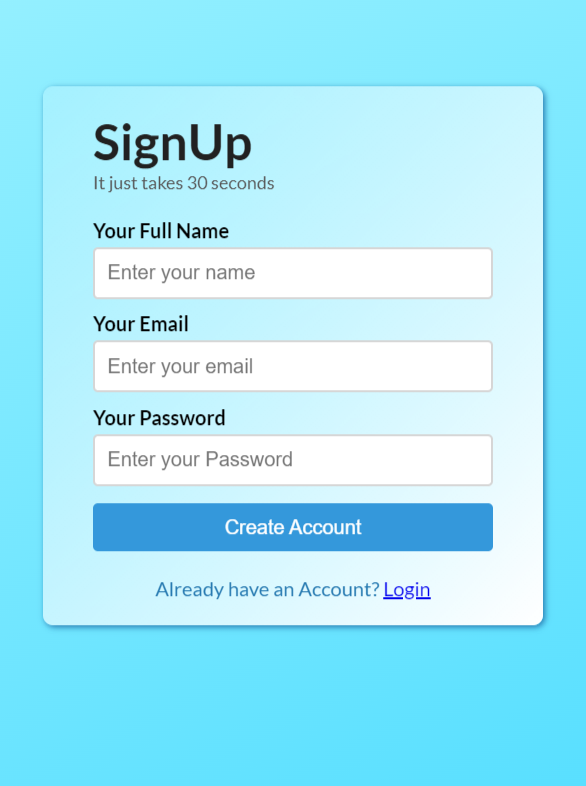 SignUp
It just takes 30 seconds
Your Full Name
Enter your name
Your Email
Enter your email
Your Password
Enter your Password
Create Account
Already have an Account? Login